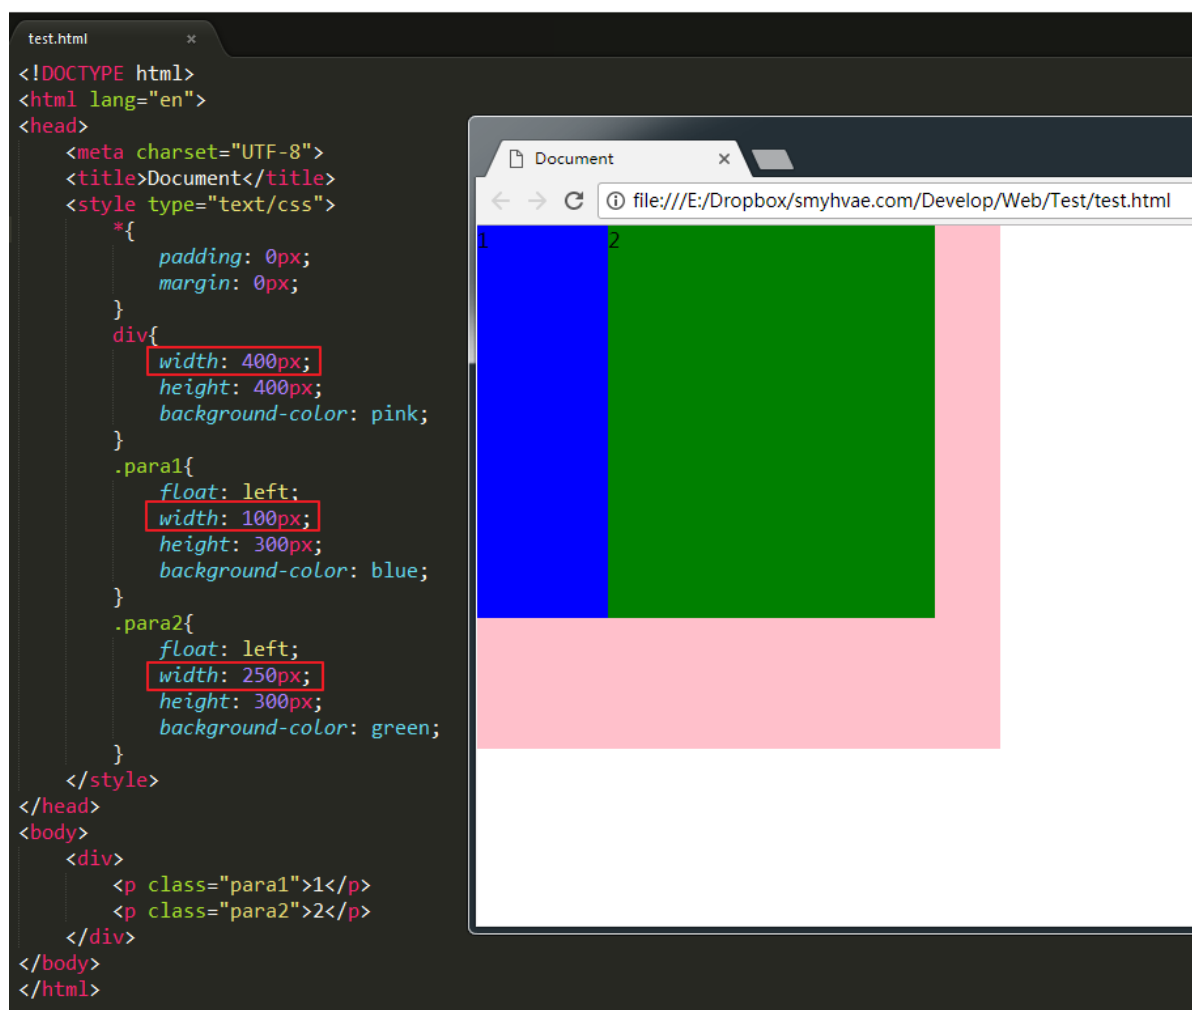 test.html ×
<!DOCTYPE html>
<html lang="en">
<head>
    <meta charset="UTF-8">
    <title>Document</title>
    <style type="text/css">
        *{
            padding: 0px;
            margin: 0px;
        }
        div{
            width: 400px;
            height: 400px;
            background-color: pink;
        }
        .para1{
            float: left;
            width: 100px;
            height: 300px;
            background-color: blue;
        }
        .para2{
            float: left;
            width: 250px;
            height: 300px;
            background-color: green;
        }
    </style>
</head>
<body>
    <div>
        <p class="para1">1</p>
        <p class="para2">2</p>
    </div>
</body>
</html>
Document ×
file:///E:/Dropbox/smyhvae.com/Develop/Web/Test/test.html
1 2